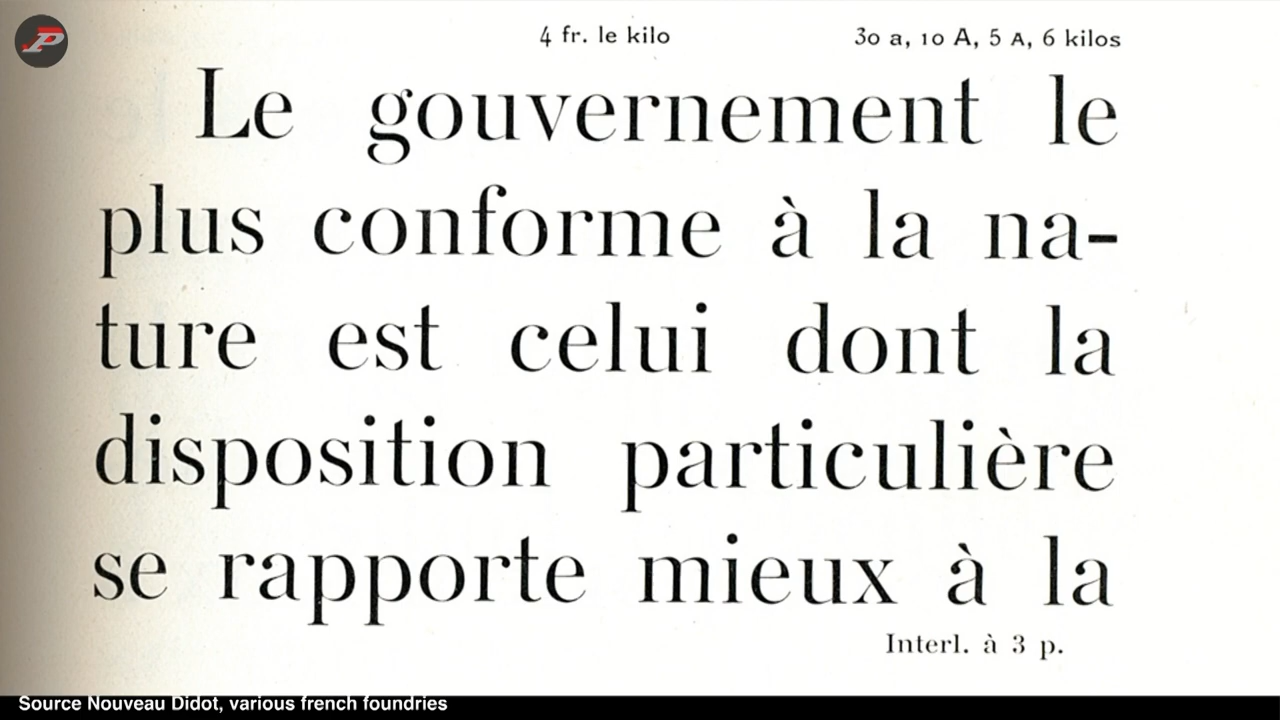 4 fr. le kilo 30 a, 10 A, 5 A, 6 kilos
Le gouvernement le
plus conforme à la na-
ture est celui dont la
disposition particulière
se rapporte mieux à la
Interl. à 3 p.
Source Nouveau Didot, various french foundries